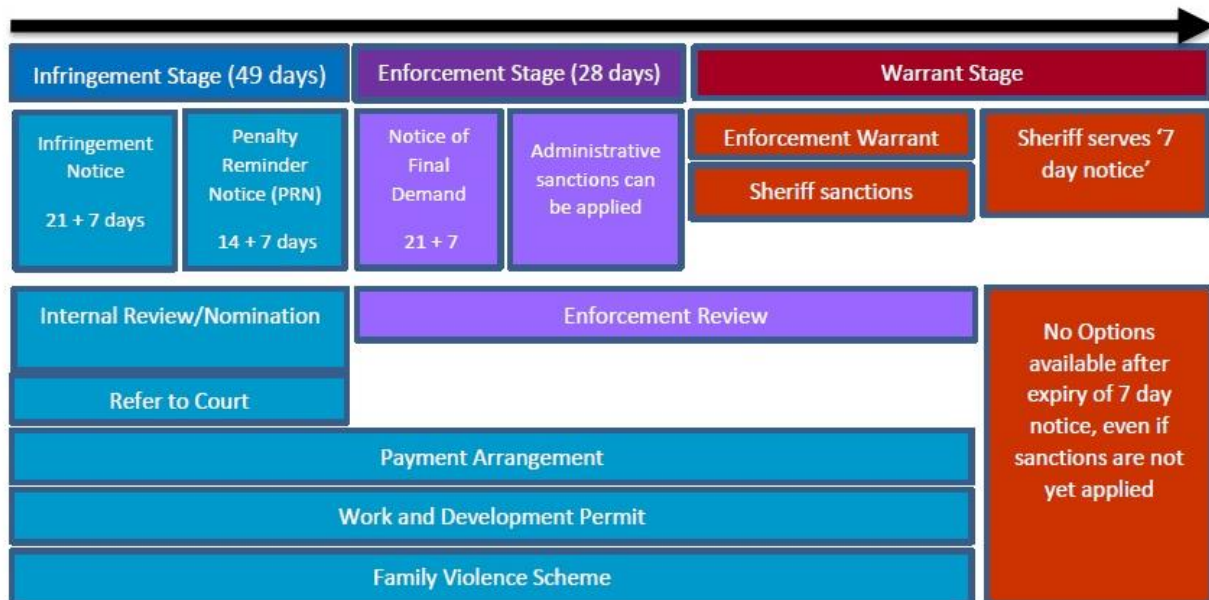 Infringement Stage (49 days)
Enforcement Stage (28 days)
Warrant Stage
Infringement
Notice
21 + 7 days
Penalty
Reminder
Notice (PRN)
14 + 7 days
Notice of
Final
Demand
21 + 7
Administrative
sanctions can
be applied
Enforcement Warrant
Sheriff sanctions
Sheriff serves ‘7
day notice’
Internal Review/Nomination
Enforcement Review
No Options
available after
expiry of 7 day
notice, even if
sanctions are not
yet applied
Refer to Court
Payment Arrangement
Work and Development Permit
Family Violence Scheme